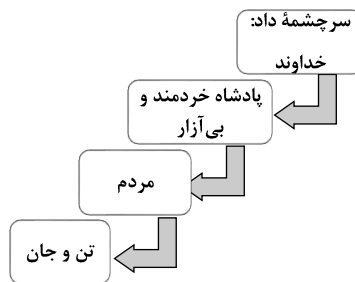 سرچشمهٔ داد:
خداوند
پادشاه خردمند و
بی‌آزار
مردم
تن و جان